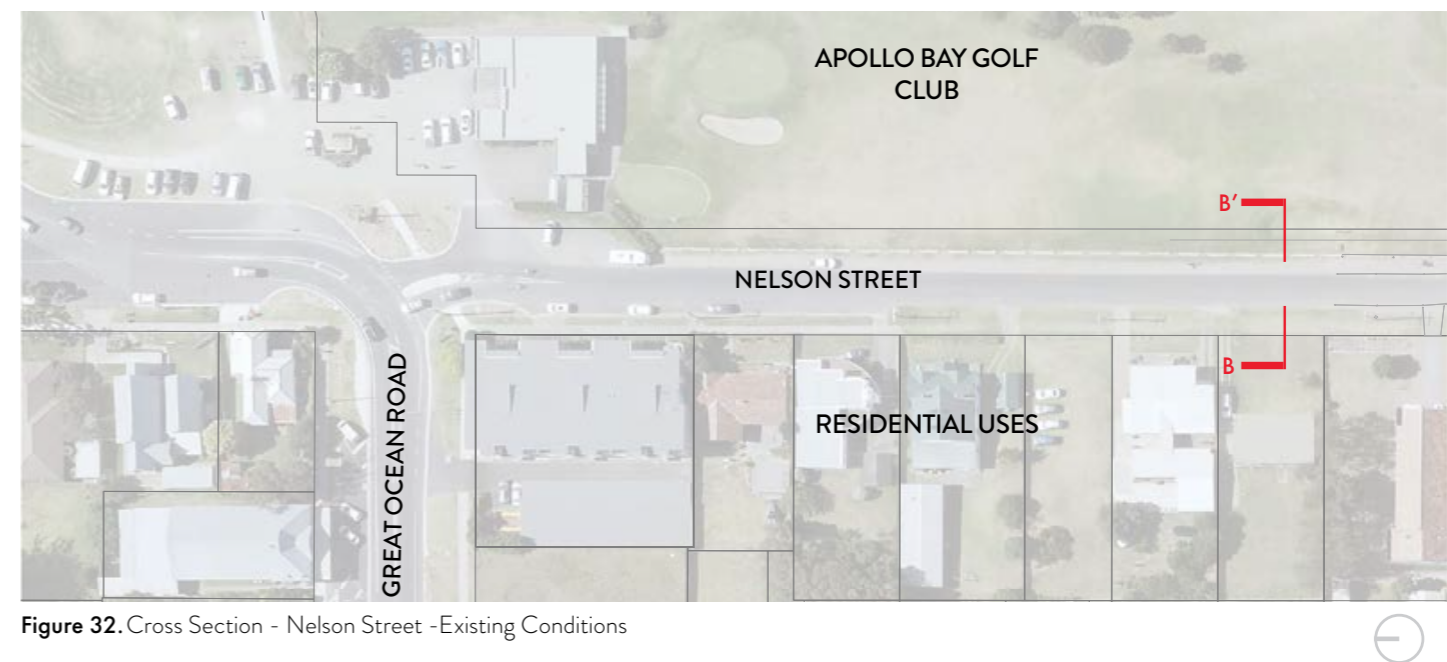 APOLLO BAY GOLF
CLUB
B'
NELSON STREET
B
RESIDENTIAL USES
GREAT OCEAN ROAD
Figure 32. Cross Section - Nelson Street -Existing Conditions